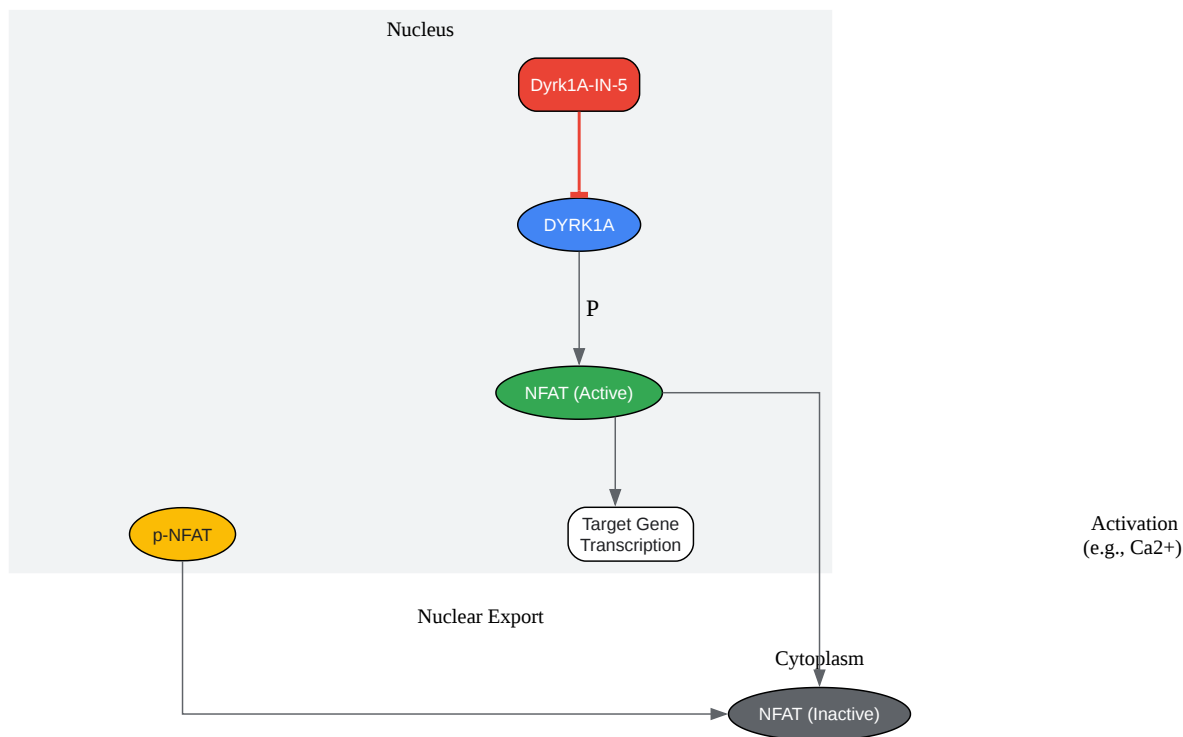 Nucleus
Dyrk1A-IN-5
DYRK1A
P
NFAT (Active)
Target Gene
Transcription
p-NFAT
Activation
(e.g., Ca2+)
Nuclear Export
Cytoplasm
NFAT (Inactive)